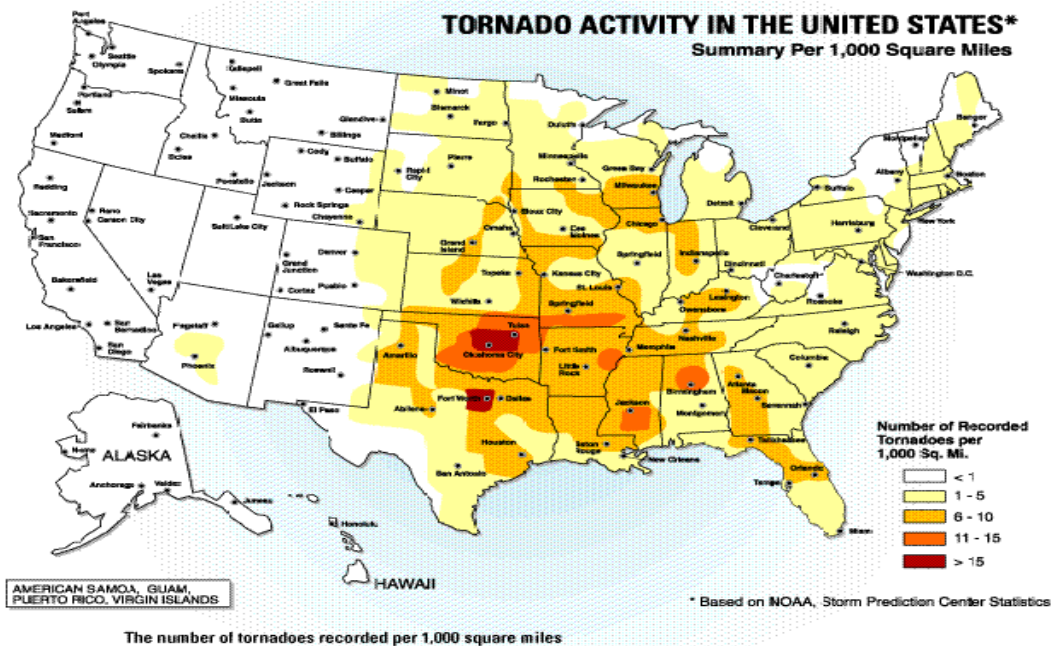 TORNADO ACTIVITY IN THE UNITED STATES*
Summary Per 1,000 Square Miles
Port
Angeles
Seattle
Olympia
Spokane
Kalispell
Great Falls
Missoula
Butte
Glendive
Billings
Portland
Salem
Medford
Challis
Boise
Pocatello
Cody
Buffalo
Jackson
Casper
Rock Springs
Cheyenne
Minot
Bismarck
Fargo
Pierre
Rapid
City
Duluth
Minneapolis
Rochester
Green Bay
Milwaukee
Chicago
Detroit
Cleveland
Buffalo
Albany
Montpelier
Bangor
Boston
New York
Harrisburg
Washington D.C.
Redding
Sacramento
San
Francisco
Reno
Carson City
Salt Lake City
Bakersfield
Las
Vegas
Los Angeles
San
Bernardino
San
Diego
Grand
Junction
Denver
Cortez
Pueblo
Flagstaff
Phoenix
Gallup
Santa Fe
Albuquerque
Roswell
El Paso
Sioux City
Omaha
Grand
Island
Des
Moines
Topeka
Kansas City
Wichita
St. Louis
Springfield
Springfield
Indianapolis
Cincinnati
Charleston
Roanoke
Lexington
Owensboro
Nashville
Memphis
Raleigh
Columbia
Tulsa
Oklahoma City
Amarillo
Fort Smith
Little
Rock
Fort Worth
Dallas
Abilene
Houston
San Antonio
Jackson
Birmingham
Montgomery
Atlanta
Macon
Savannah
Baton
Rouge
New Orleans
Tallahassee
Orlando
Tampa
Miami
Fairbanks
Nome
ALASKA
Anchorage
Valdez
Juneau
Honolulu
HAWAII
Number of Recorded
Tornadoes per
1,000 Sq. Mi.
< 1
1 - 5
6 - 10
11 - 15
> 15
AMERICAN SAMOA, GUAM,
PUERTO RICO, VIRGIN ISLANDS
* Based on NOAA, Storm Prediction Center Statistics
The number of tornadoes recorded per 1,000 square miles